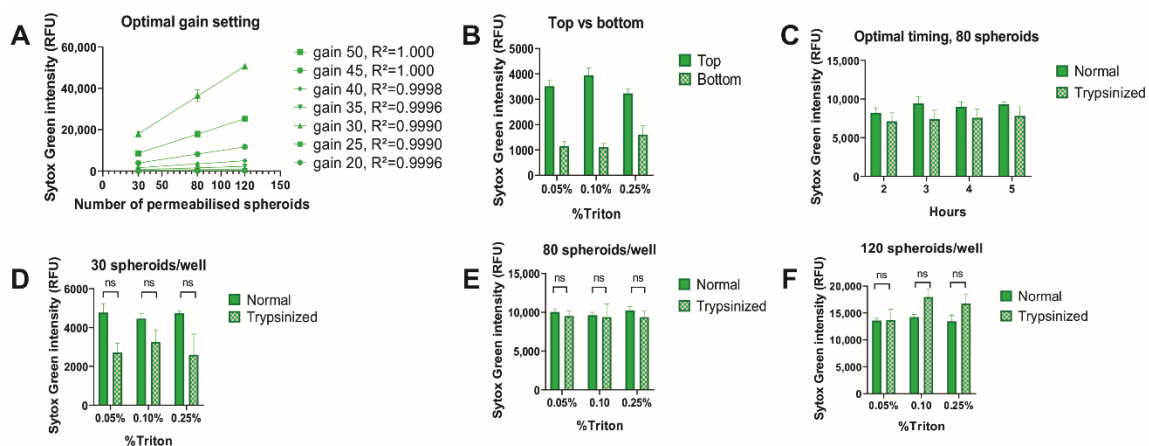 A
Optimal gain setting
Sytox Green intensity (RFU)
60,000
40,000
20,000
0
0 30 60 90 120 150
Number of permeabilised spheroids
gain 50, R²=1.000
gain 45, R²=1.000
gain 40, R²=0.9998
gain 35, R²=0.9996
gain 30, R²=0.9990
gain 25, R²=0.9990
gain 20, R²=0.9996
B
Top vs bottom
Sytox Green intensity (RFU)
5000
4000
3000
2000
1000
0
0.05% 0.10% 0.25%
%Triton
Top
Bottom
C
Optimal timing, 80 spheroids
Sytox Green intensity (RFU)
15,000
10,000
5,000
0
2 3 4 5
Hours
Normal
Trypsinized
D
30 spheroids/well
Sytox Green intensity (RFU)
6000
4000
2000
0
ns ns ns
0.05% 0.10% 0.25%
%Triton
Normal
Trypsinized
E
80 spheroids/well
Sytox Green intensity (RFU)
15,000
10,000
10,000
5,000
0
ns ns ns
0.05% 0.10 0.25%
%Triton
Normal
Trypsinized
F
120 spheroids/well
Sytox Green intensity (RFU)
20,000
15,000
10,000
5,000
0
ns ns ns
0.05% 0.10 0.25%
%Triton
Normal
Trypsinized